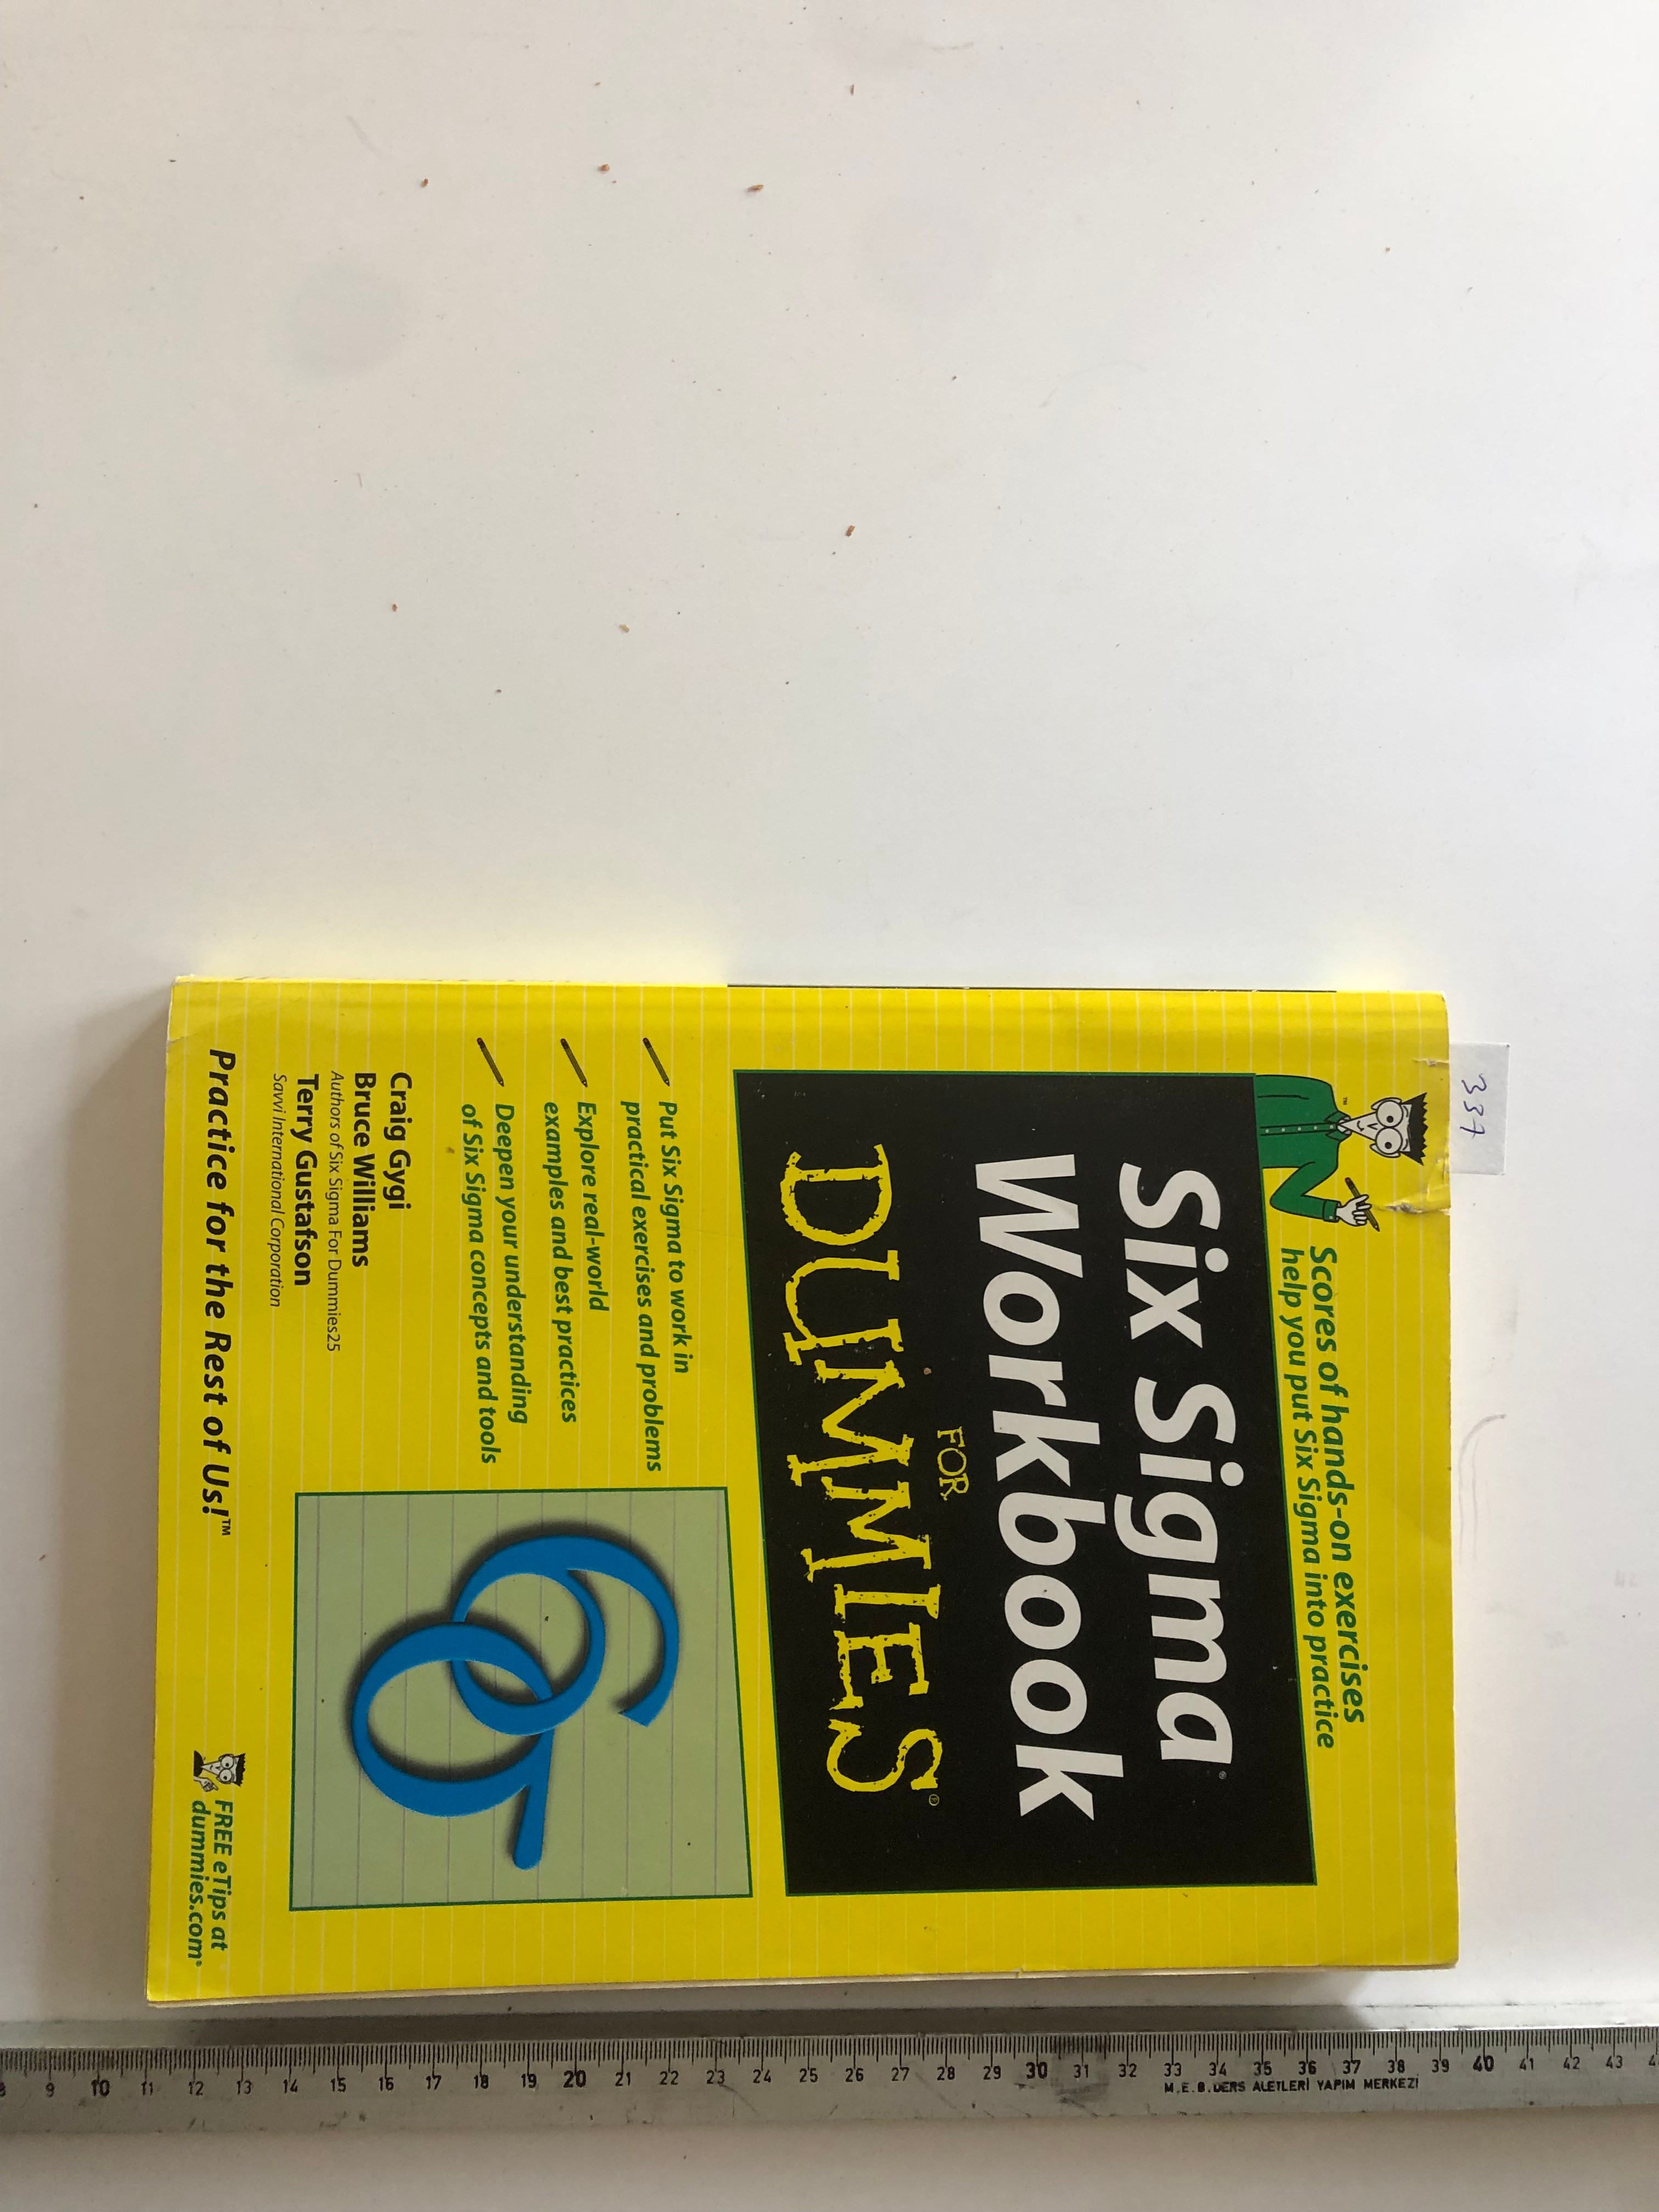 337
Scores of hands-on exercises
help you put Six Sigma into practice
™
Six Sigma®
Workbook
FOR
DUMMIES®
Put Six Sigma to work in
practical exercises and problems
Explore real-world
examples and best practices
Deepen your understanding
of Six Sigma concepts and tools
6σ
Craig Gygi
Bruce Williams
Authors of Six Sigma For Dummies25
Terry Gustafson
Savvi International Corporation
Practice for the Rest of Us!™
FREE eTips at
dummies.com®
8 9 10 11 12 13 14 15 16 17 18 19 20 21 22 23 24 25 26 27 28 29 30 31 32 33 34 35 36 37 38 39 40 41 42 43
M.E.B. DERS ALETLERİ YAPIM MERKEZİ